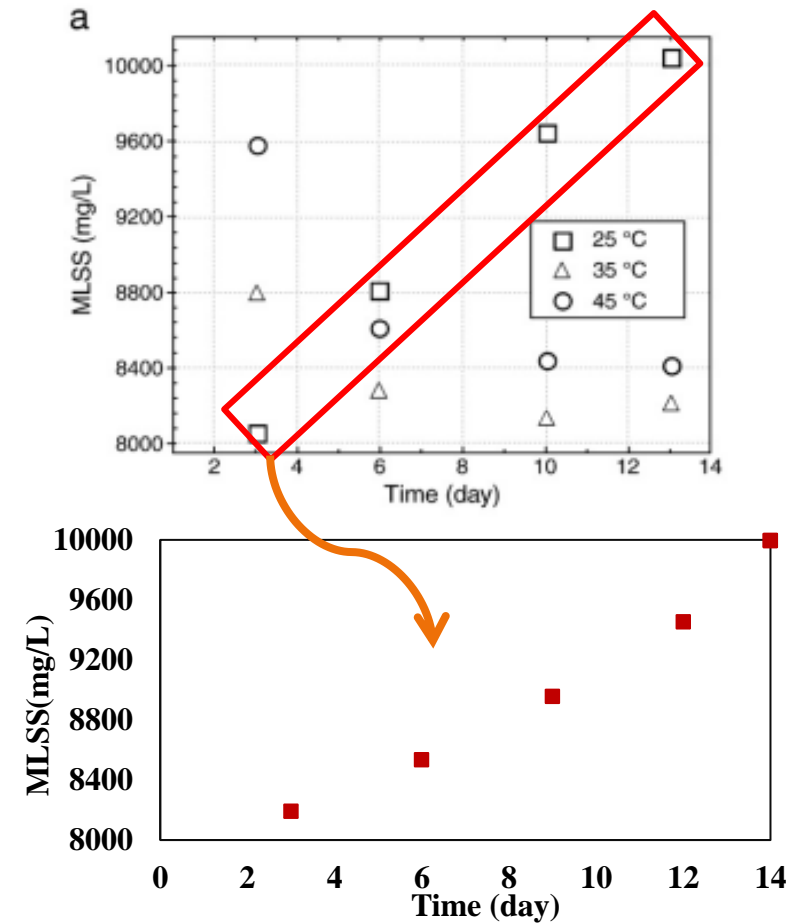 a
10000
9600
9200
8800
8400
8000
MLSS (mg/L)
25 °C
35 °C
45 °C
2 4 6 8 10 12 14
Time (day)
10000
9600
9200
8800
8400
8000
MLSS(mg/L)
0 2 4 6 8 10 12 14
Time (day)